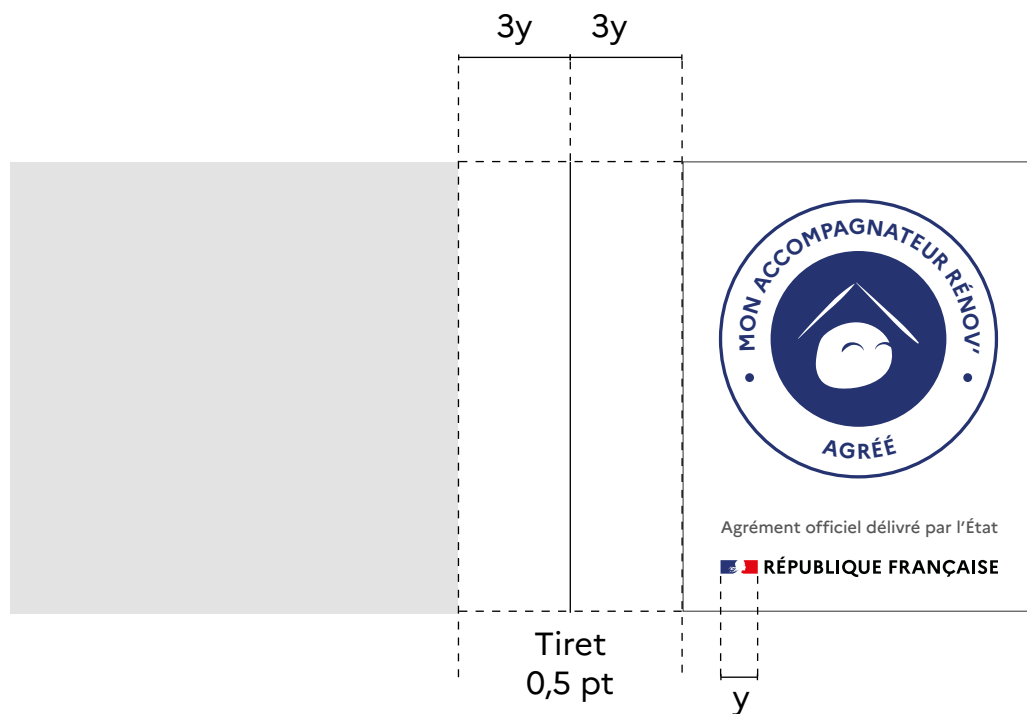 3y 3y
• MON ACCOMPAGNATEUR RÉNOV’ •
AGRÉÉ
Agrément officiel délivré par l’État
RÉPUBLIQUE FRANÇAISE
Tiret
0,5 pt
y